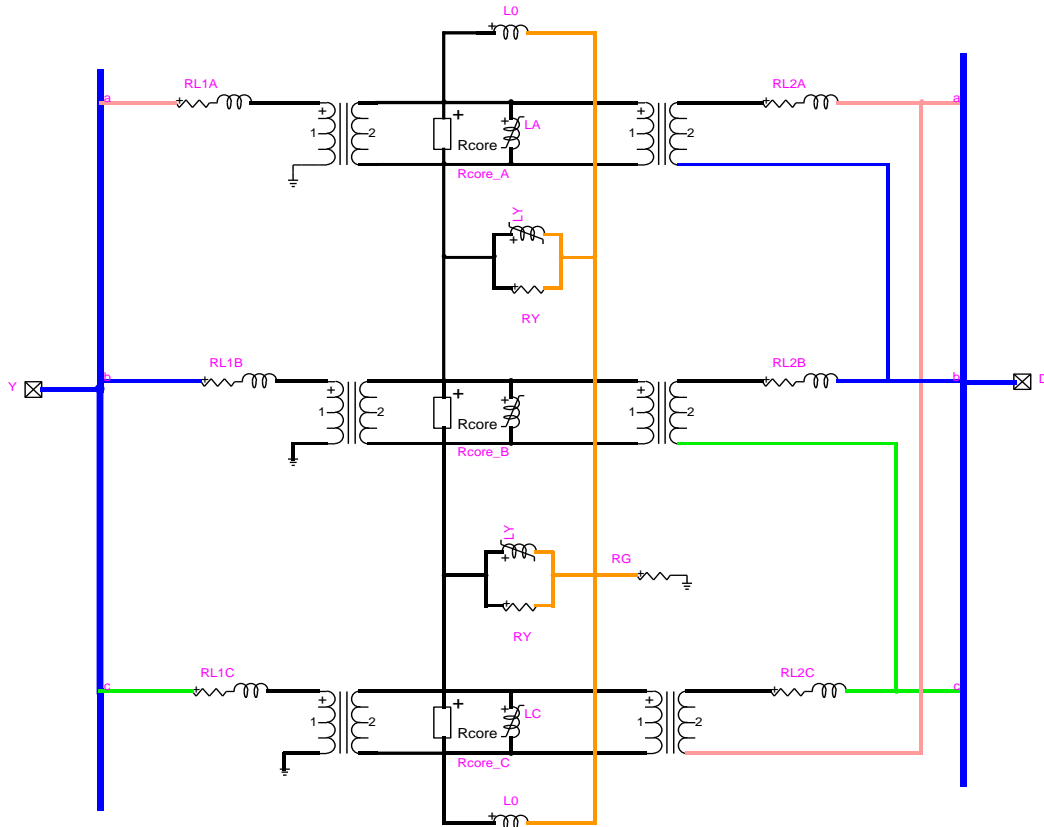 L0
RL1A
RL2A
a
a
+
LA
1
2
Rcore
1
2
Rcore_A
LY
RY
RL1B
RL2B
Y
b
b
D
+
1
2
Rcore
1
2
Rcore_B
LY
RG
RY
RL1C
RL2C
c
c
+
LC
1
2
Rcore
1
2
Rcore_C
L0